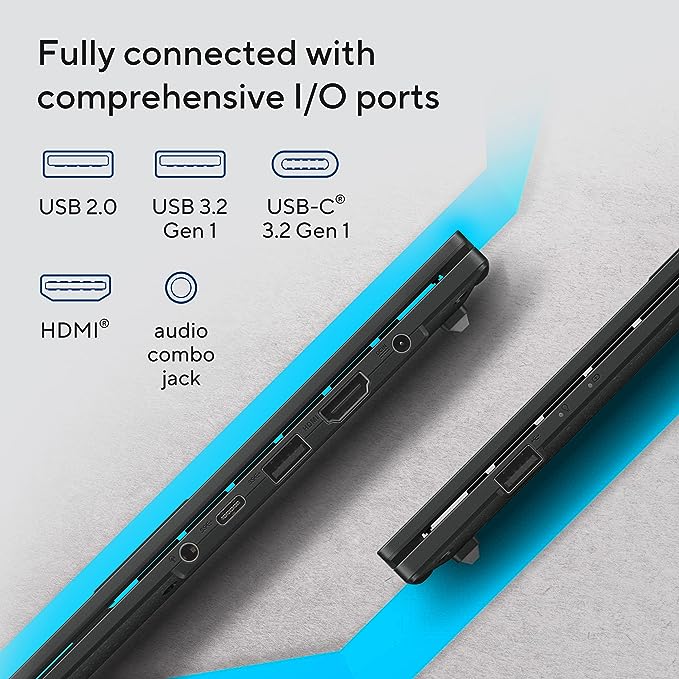 Fully connected with
comprehensive I/O ports
USB 2.0
USB 3.2
Gen 1
USB-C®
3.2 Gen 1
HDMI®
audio
combo
jack
HDMI